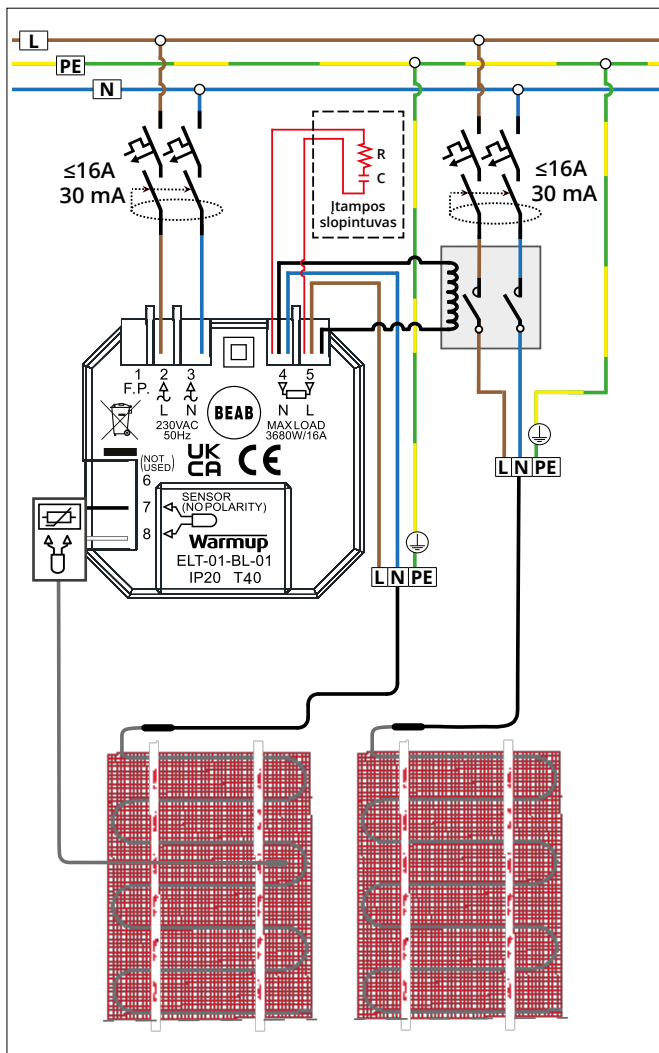 L
PE
N
≤16A
30 mA
R
C
Įtampos
slopintuvas
≤16A
30 mA
1 2 3 4 5
F.P.
L N N L
230VAC
50Hz
BEAB
MAX LOAD
3680W/16A
UK
CA CE
(NOT
USED)
6
7
8
SENSOR
(NO POLARITY)
Warmup
ELT-01-BL-01
IP20 T40
L N PE
L N PE